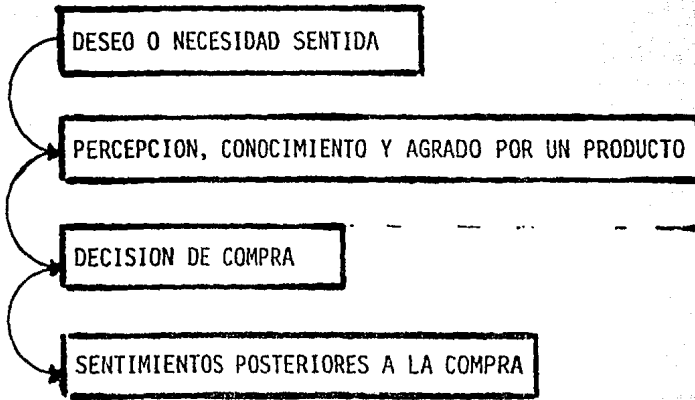 DESEO O NECESIDAD SENTIDA
PERCEPCION, CONOCIMIENTO Y AGRADO POR UN PRODUCTO
DECISION DE COMPRA
SENTIMIENTOS POSTERIORES A LA COMPRA